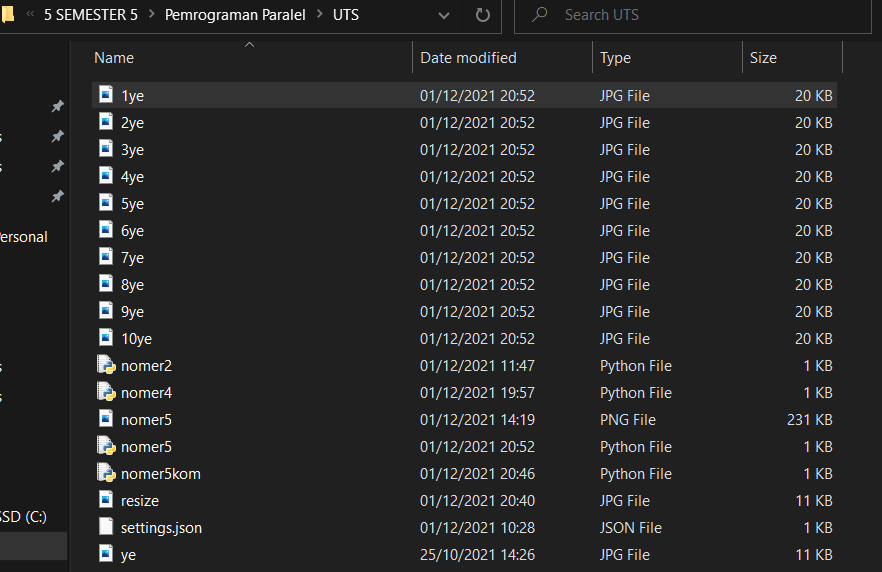 « 5 SEMESTER 5 > Pemrograman Paralel > UTS Search UTS
Name Date modified Type Size
1ye 01/12/2021 20:52 JPG File 20 KB
2ye 01/12/2021 20:52 JPG File 20 KB
3ye 01/12/2021 20:52 JPG File 20 KB
4ye 01/12/2021 20:52 JPG File 20 KB
5ye 01/12/2021 20:52 JPG File 20 KB
6ye 01/12/2021 20:52 JPG File 20 KB
ersonal
7ye 01/12/2021 20:52 JPG File 20 KB
8ye 01/12/2021 20:52 JPG File 20 KB
9ye 01/12/2021 20:52 JPG File 20 KB
10ye 01/12/2021 20:52 JPG File 20 KB
nomer2 01/12/2021 11:47 Python File 1 KB
nomer4 01/12/2021 19:57 Python File 1 KB
nomer5 01/12/2021 14:19 PNG File 231 KB
nomer5 01/12/2021 20:52 Python File 1 KB
nomer5kom 01/12/2021 20:46 Python File 1 KB
resize 01/12/2021 20:40 JPG File 11 KB
SSD (C:)
settings.json 01/12/2021 10:28 JSON File 1 KB
ye 25/10/2021 14:26 JPG File 11 KB